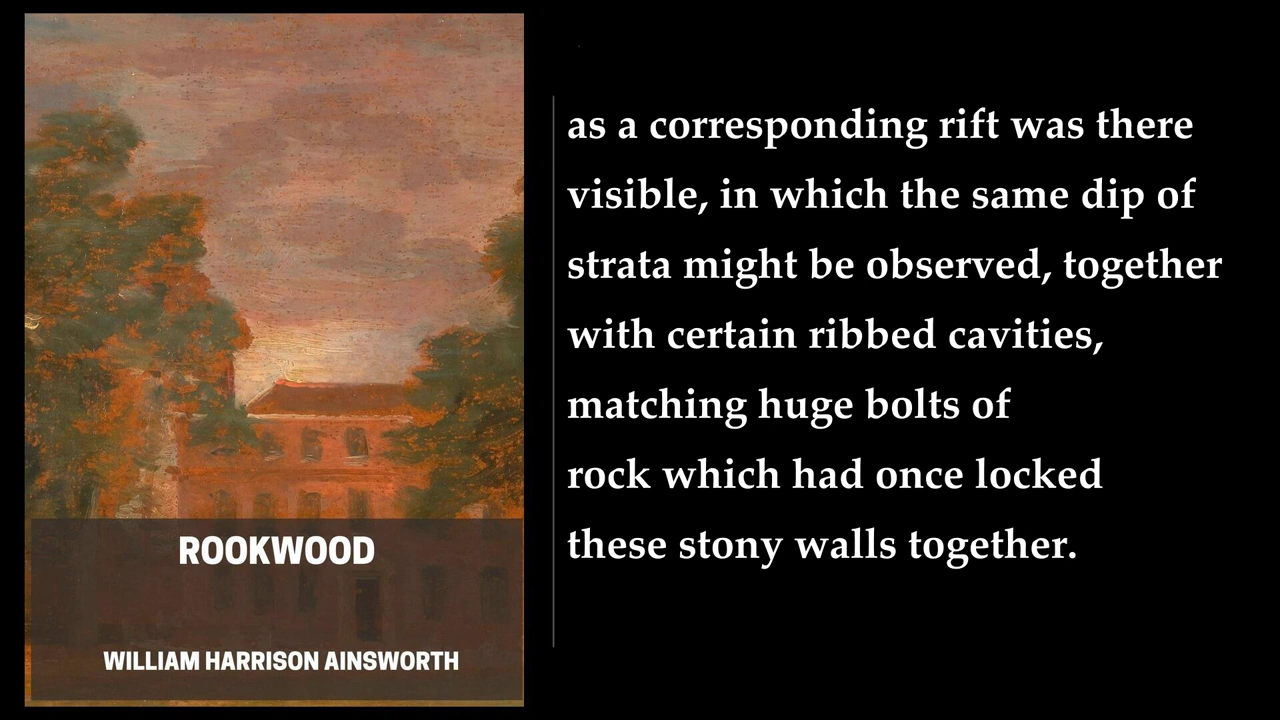 ROOKWOOD
WILLIAM HARRISON AINSWORTH
as a corresponding rift was there
visible, in which the same dip of
strata might be observed, together
with certain ribbed cavities,
matching huge bolts of
rock which had once locked
these stony walls together.